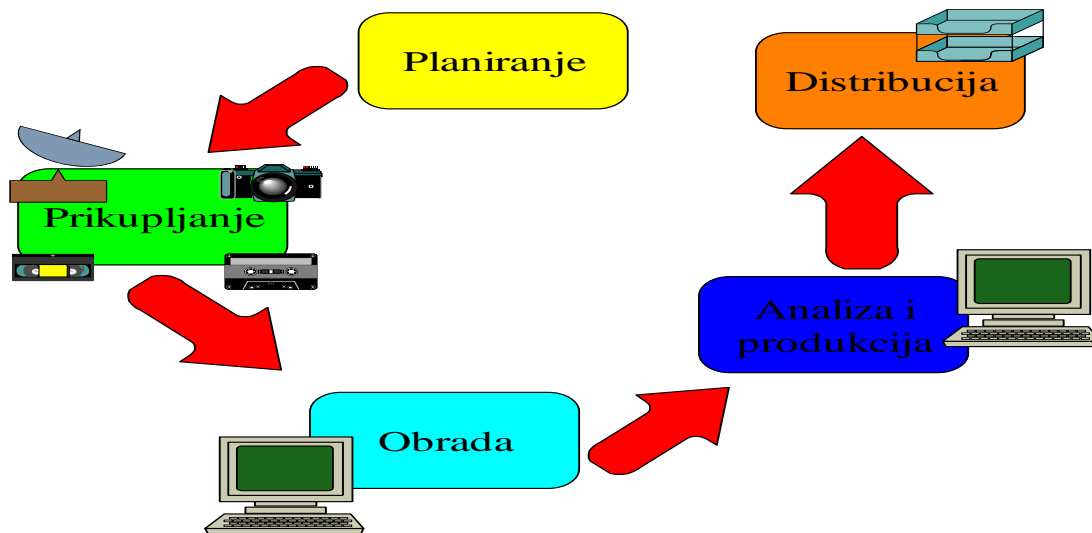 Planiranje
Prikupljanje
Obrada
Analiza i
produkcija
Distribucija